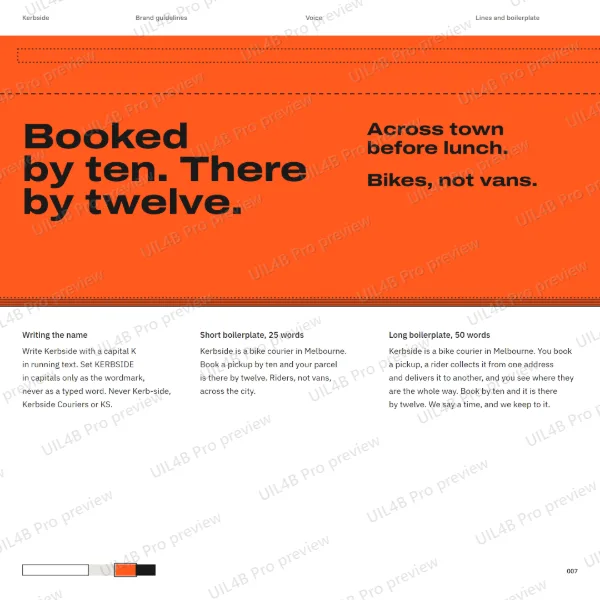 Kerbside
Brand guidelines
Voice
Lines and boilerplate
Booked
by ten. There
by twelve.
Across town
before lunch.
Bikes, not vans.
Writing the name
Write Kerbside with a capital K
in running text. Set KERBSIDE
in capitals only as the wordmark,
never as a typed word. Never Kerb-side,
Kerbside Couriers or KS.
Short boilerplate, 25 words
Kerbside is a bike courier in Melbourne.
Book a pickup by ten and your parcel
is there by twelve. Riders, not vans,
across the city.
Long boilerplate, 50 words
Kerbside is a bike courier in Melbourne. You book
a pickup, a rider collects it from one address
and delivers it to another, and you see where they
are the whole way. Book by ten and it is there
by twelve. We say a time, and we keep to it.
007
UIL4B Pro preview